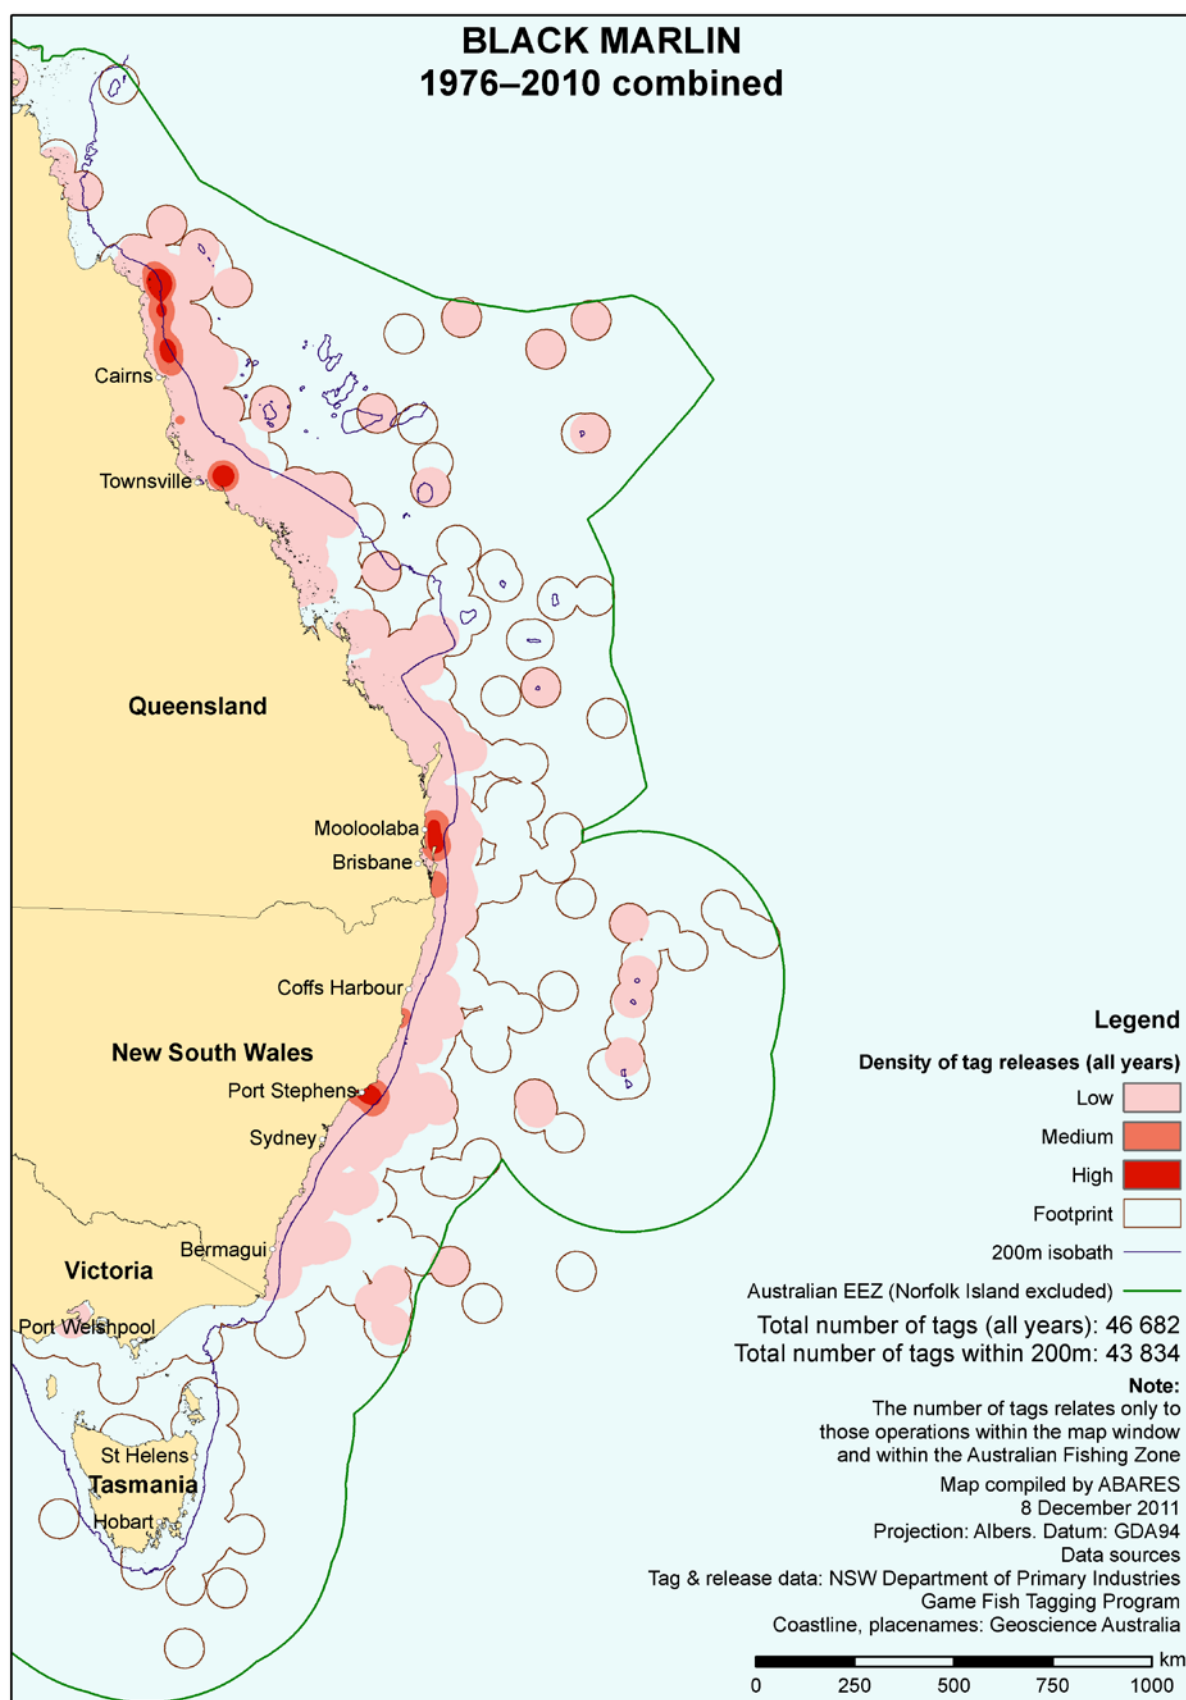 BLACK MARLIN
1976–2010 combined
Cairns
Townsville
Queensland
Mooloolaba
Brisbane
Coffs Harbour
New South Wales
Port Stephens
Sydney
Bermagui
Victoria
Port Welshpool
St Helens
Tasmania
Hobart
Legend
Density of tag releases (all years)
Low
Medium
High
Footprint
200m isobath
Australian EEZ (Norfolk Island excluded)
Total number of tags (all years): 46 682
Total number of tags within 200m: 43 834
Note:
The number of tags relates only to
those operations within the map window
and within the Australian Fishing Zone
Map compiled by ABARES
8 December 2011
Projection: Albers. Datum: GDA94
Data sources
Tag & release data: NSW Department of Primary Industries
Game Fish Tagging Program
Coastline, placenames: Geoscience Australia
km
0 250 500 750 1000